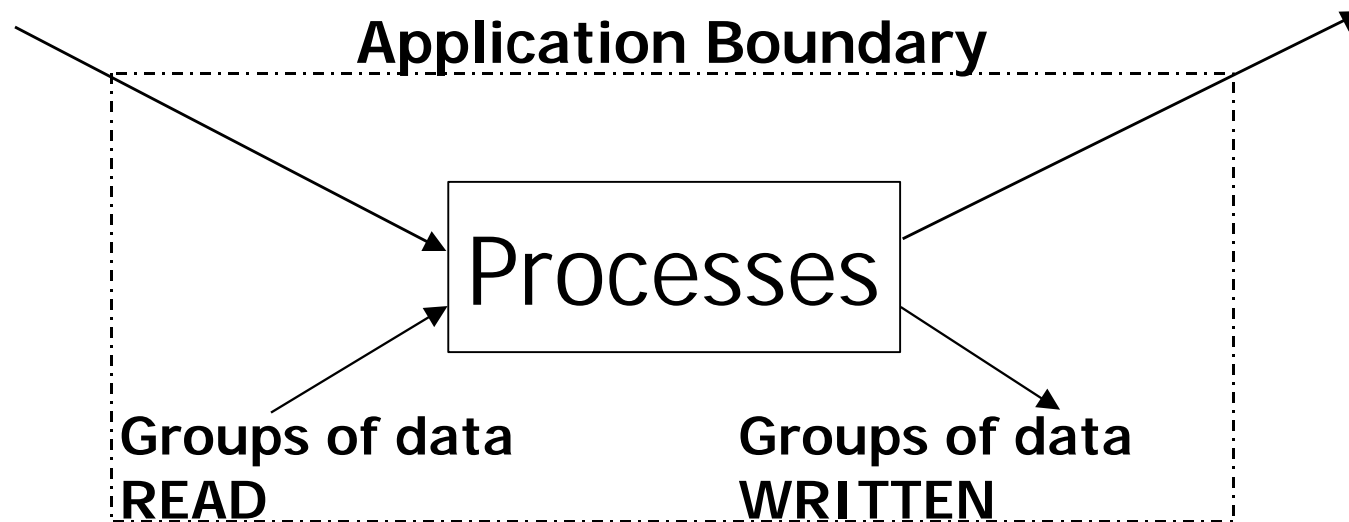 Application Boundary
Processes
Groups of data
READ
Groups of data
WRITTEN